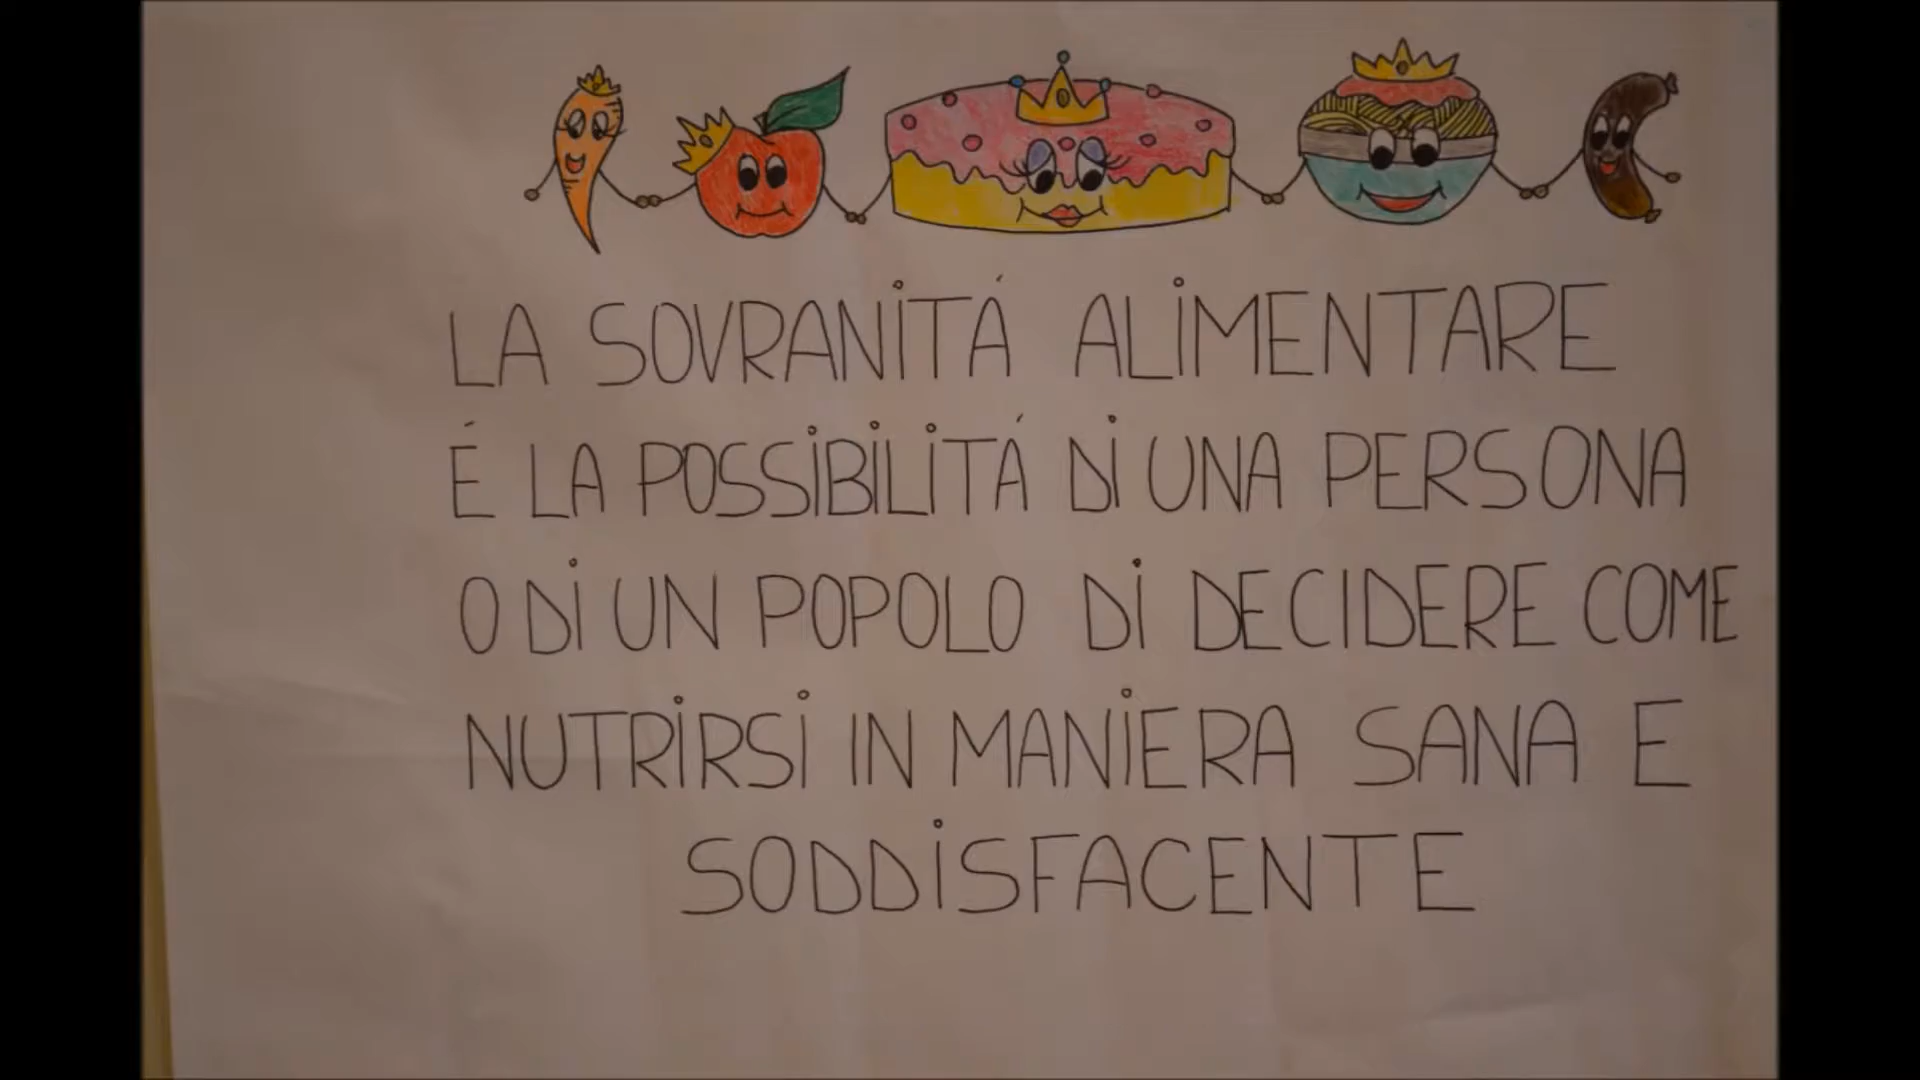 LA SOVRANITÁ ALIMENTARE
É LA POSSIBILITÁ DI UNA PERSONA
O DI UN POPOLO DI DECIDERE COME
NUTRIRSI IN MANIERA SANA E
SODDISFACENTE